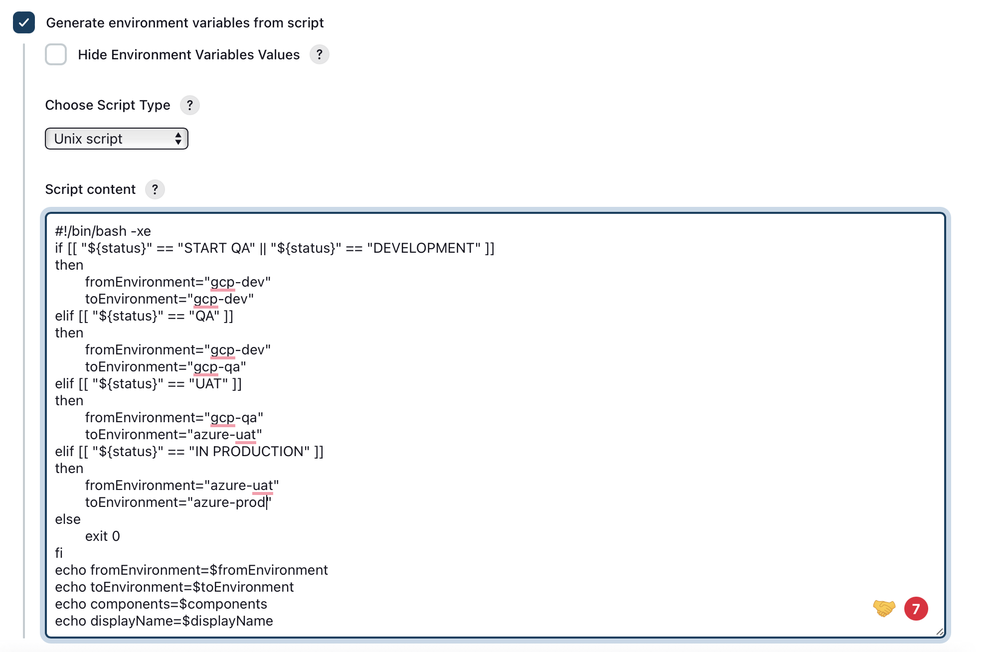 Generate environment variables from script
Hide Environment Variables Values ?
Choose Script Type ?
Unix script
Script content ?
#!/bin/bash -xe
if [[ "${status}" == "START QA" || "${status}" == "DEVELOPMENT" ]]
then
fromEnvironment="gcp-dev"
toEnvironment="gcp-dev"
elif [[ "${status}" == "QA" ]]
then
fromEnvironment="gcp-dev"
toEnvironment="gcp-qa"
elif [[ "${status}" == "UAT" ]]
then
fromEnvironment="gcp-qa"
toEnvironment="azure-uat"
elif [[ "${status}" == "IN PRODUCTION" ]]
then
fromEnvironment="azure-uat"
toEnvironment="azure-prod"
else
exit 0
fi
echo fromEnvironment=$fromEnvironment
echo toEnvironment=$toEnvironment
echo components=$components
echo displayName=$displayName
7